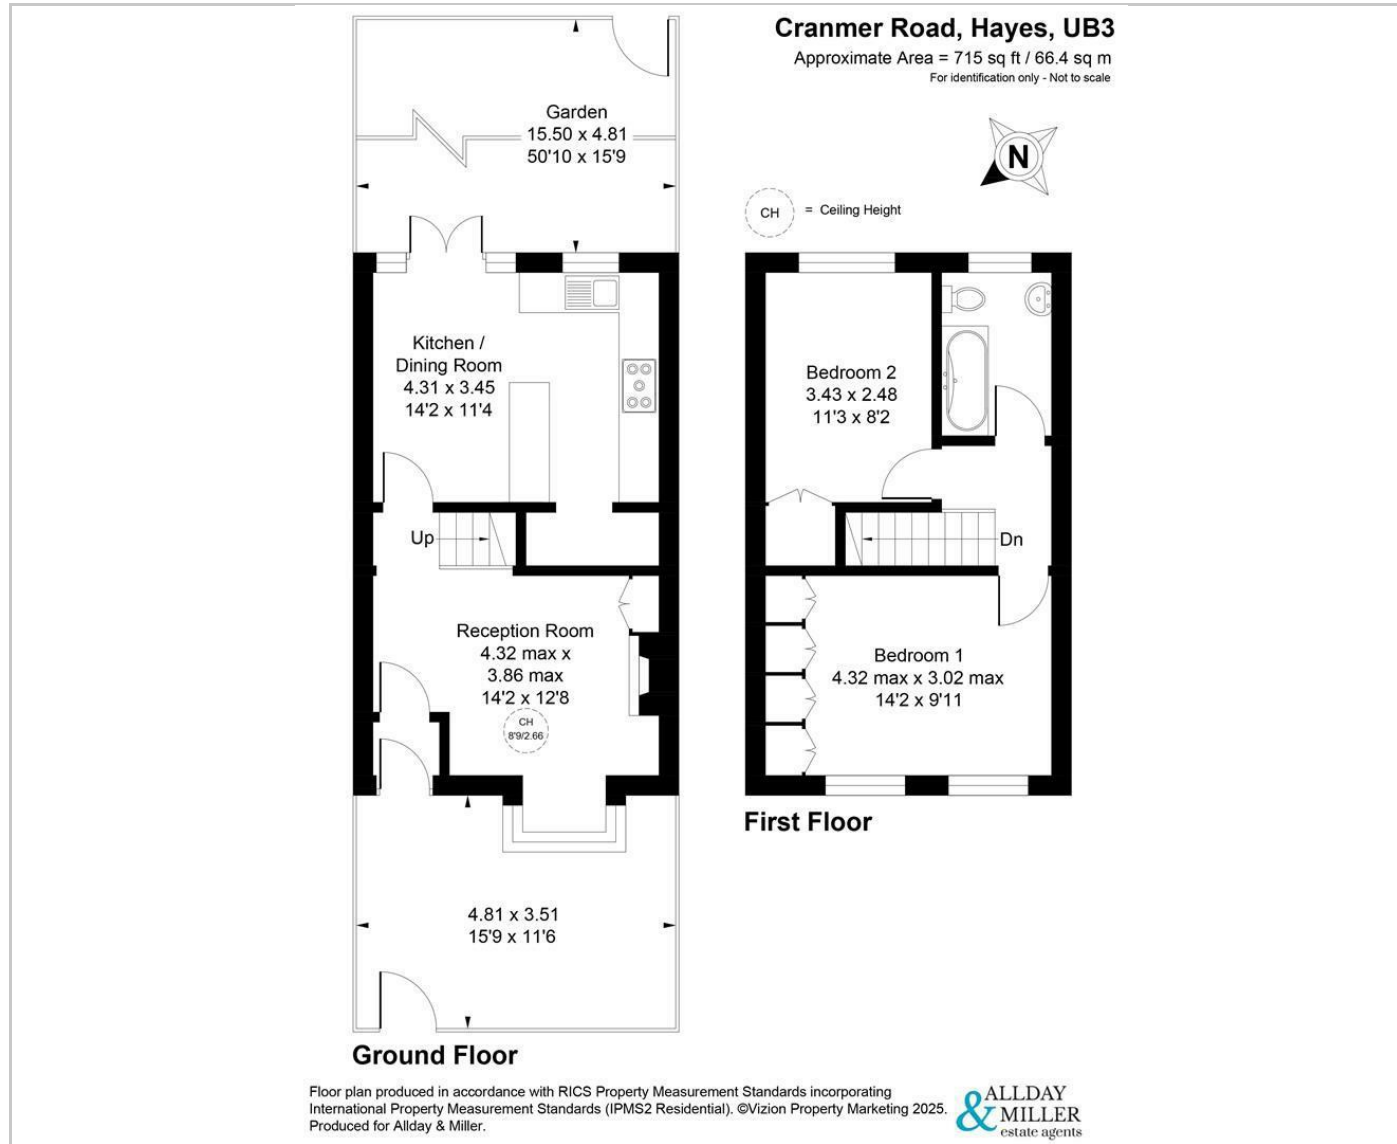 Cranmer Road, Hayes, UB3
Approximate Area = 715 sq ft / 66.4 sq m
For identification only - Not to scale
N
CH = Ceiling Height
Garden
15.50 x 4.81
50'10 x 15'9
Kitchen /
Dining Room
4.31 x 3.45
14'2 x 11'4
Up
Reception Room
4.32 max x
3.86 max
14'2 x 12'8
CH
8'9/2.66
4.81 x 3.51
15'9 x 11'6
Ground Floor
Bedroom 2
3.43 x 2.48
11'3 x 8'2
Dn
Bedroom 1
4.32 max x 3.02 max
14'2 x 9'11
First Floor
Floor plan produced in accordance with RICS Property Measurement Standards incorporating
International Property Measurement Standards (IPMS2 Residential). ©Vizion Property Marketing 2025.
Produced for Allday & Miller.
ALLDAY
& MILLER
estate agents